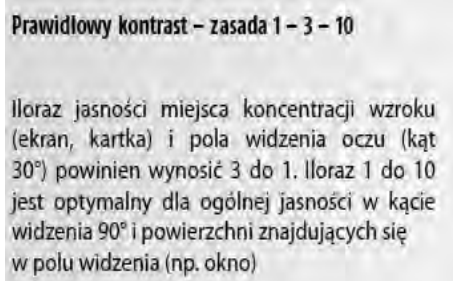 Prawidłowy kontrast – zasada 1 – 3 – 10
Iloraz jasności miejsca koncentracji wzroku
(ekran, kartka) i pola widzenia oczu (kąt
30°) powinien wynosić 3 do 1. Iloraz 1 do 10
jest optymalny dla ogólnej jasności w kącie
widzenia 90° i powierzchni znajdujących się
w polu widzenia (np. okno)